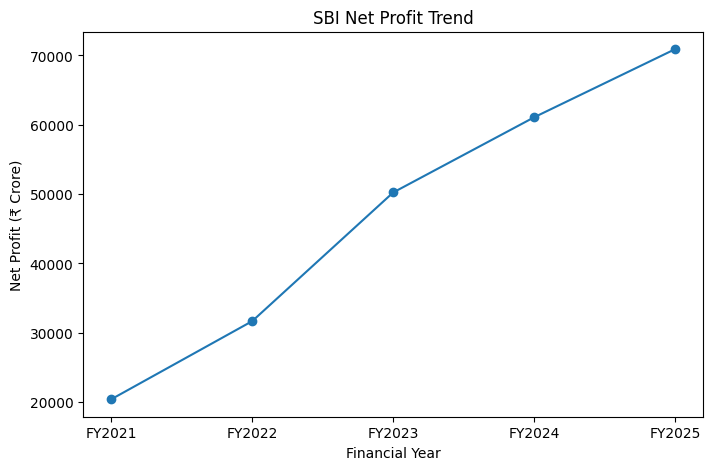 SBI Net Profit Trend
Net Profit (₹ Crore)
70000
60000
50000
40000
30000
20000
FY2021 FY2022 FY2023 FY2024 FY2025
Financial Year